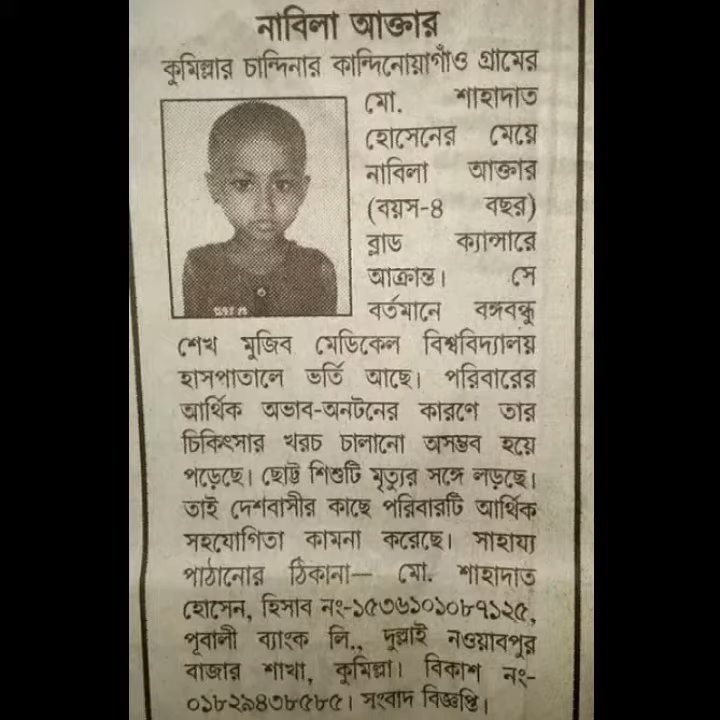 নাবিলা আক্তার
কুমিল্লার চান্দিনার কান্দিনোয়াগাঁও গ্রামের
মো. শাহাদাত
হোসেনের মেয়ে
নাবিলা আক্তার
(বয়স-৪ বছর)
ব্লাড ক্যান্সারে
আক্রান্ত। সে
বর্তমানে বঙ্গবন্ধু
শেখ মুজিব মেডিকেল বিশ্ববিদ্যালয়
হাসপাতালে ভর্তি আছে। পরিবারের
আর্থিক অভাব-অনটনের কারণে তার
চিকিৎসার খরচ চালানো অসম্ভব হয়ে
পড়েছে। ছোট্ট শিশুটি মৃত্যুর সঙ্গে লড়ছে।
তাই দেশবাসীর কাছে পরিবারটি আর্থিক
সহযোগিতা কামনা করেছে। সাহায্য
পাঠানোর ঠিকানা— মো. শাহাদাত
হোসেন, হিসাব নং-১৫৩৬১০১০৮৭১২৫,
পূবালী ব্যাংক লি., দুল্লাই নওয়াবপুর
বাজার শাখা, কুমিল্লা। বিকাশ নং-
০১৮২৯৪৩৮৫৮৫। সংবাদ বিজ্ঞপ্তি।